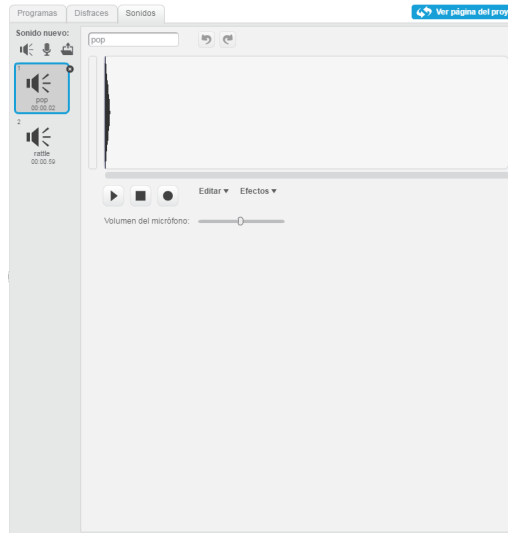 Programas Disfraces Sonidos Ver página del proy
Sonido nuevo:
pop
1
pop
00:00.02
2
rattle
00:00.59
Editar Efectos
Volumen del micrófono: